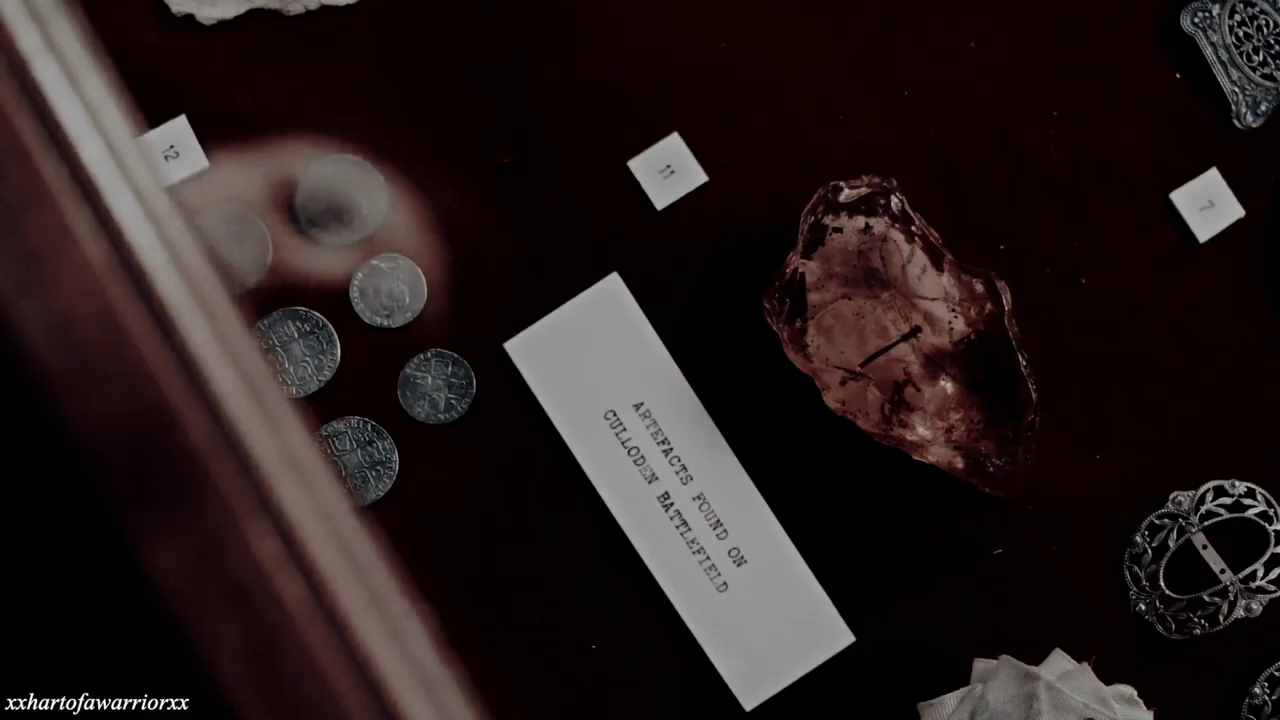 12
11
7
ARTEFACTS FOUND ON
CULLODEN BATTLEFIELD
xxhartofawarriorxx